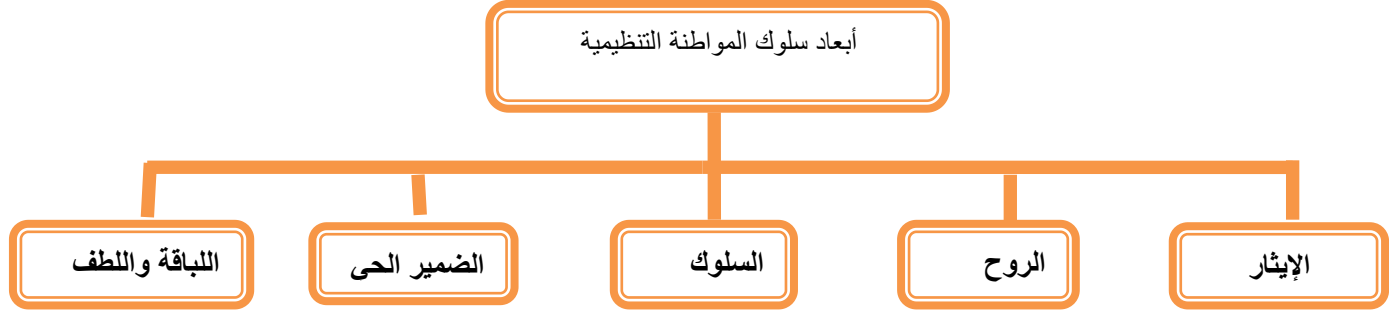 أبعاد سلوك المواطنة التنظيمية
الإيثار
الروح
السلوك
الضمير الحى
اللباقة واللطف